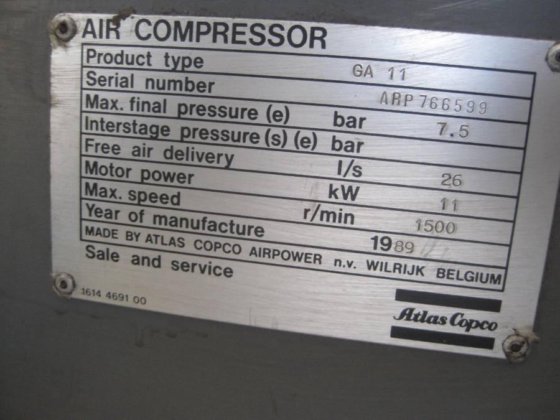 AIR COMPRESSOR
Product type GA 11
Serial number ARP 766599
Max. final pressure (e) bar 7.5
Interstage pressure (s) (e) bar
Free air delivery l/s 26
Motor power kW 11
Max. speed r/min 1500
Year of manufacture 1989
MADE BY ATLAS COPCO AIRPOWER n.v. WILRIJK BELGIUM
Sale and service
1614 4691 00
Atlas Copco